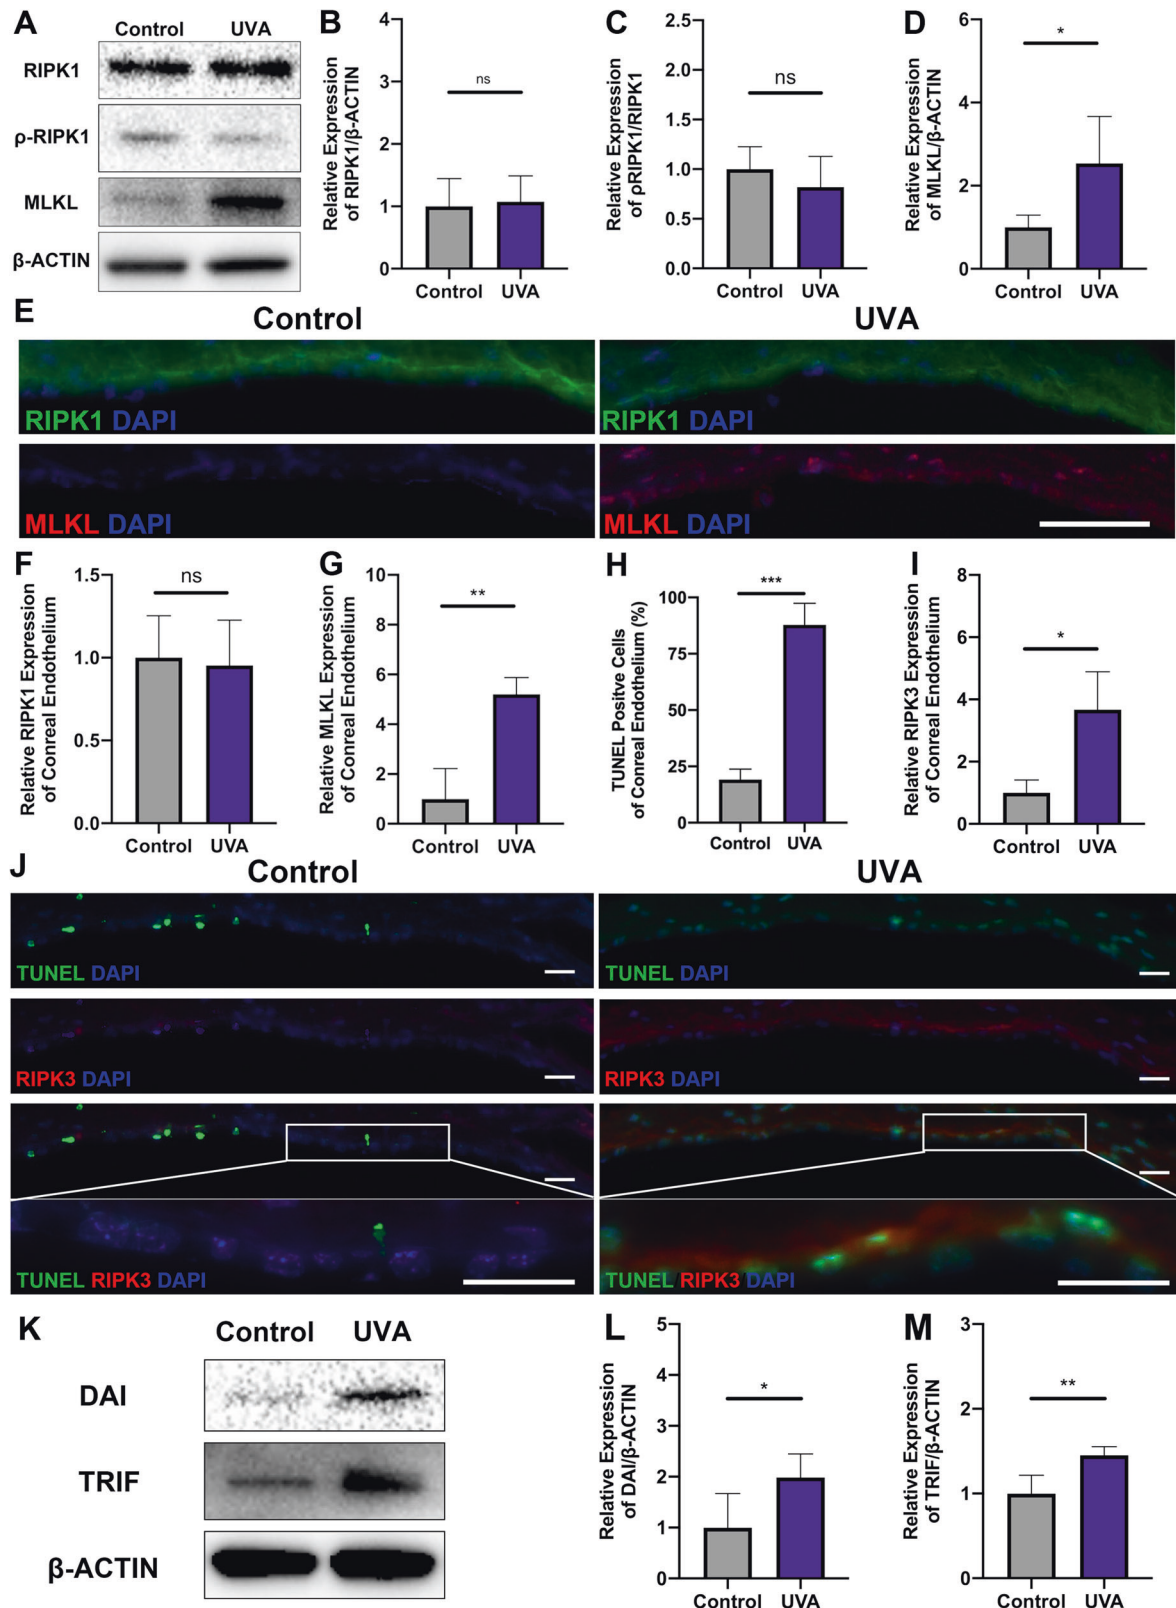 A
Control UVA
RIPK1
ρ-RIPK1
MLKL
β-ACTIN
B
Relative Expression
of RIPK1/β-ACTIN
4
3
2
1
0
ns
Control UVA
C
Relative Expression
of ρRIPK1/RIPK1
2.5
2.0
1.5
1.0
0.5
0.0
ns
Control UVA
D
Relative Expression
of MLKL/β-ACTIN
6
4
2
0
*
Control UVA
E
Control UVA
RIPK1 DAPI
RIPK1 DAPI
MLKL DAPI
MLKL DAPI
F
Relative RIPK1 Expression
of Conreal Endothelium
1.5
1.0
0.5
0.0
ns
Control UVA
G
Relative MLKL Expression
of Conreal Endothelium
10
8
6
4
2
0
**
Control UVA
H
TUNEL Positve Cells
of Conreal Endothelium (%)
100
75
50
25
0
***
Control UVA
I
Relative RIPK3 Expression
of Conreal Endothelium
8
6
4
2
0
*
Control UVA
J
Control UVA
TUNEL DAPI
TUNEL DAPI
RIPK3 DAPI
RIPK3 DAPI
TUNEL RIPK3 DAPI
TUNEL RIPK3 DAPI
K
Control UVA
DAI
TRIF
β-ACTIN
L
Relative Expression
of DAI/β-ACTIN
5
4
3
2
1
0
*
Control UVA
M
Relative Expression
of TRIF/β-ACTIN
3
2
1
0
**
Control UVA